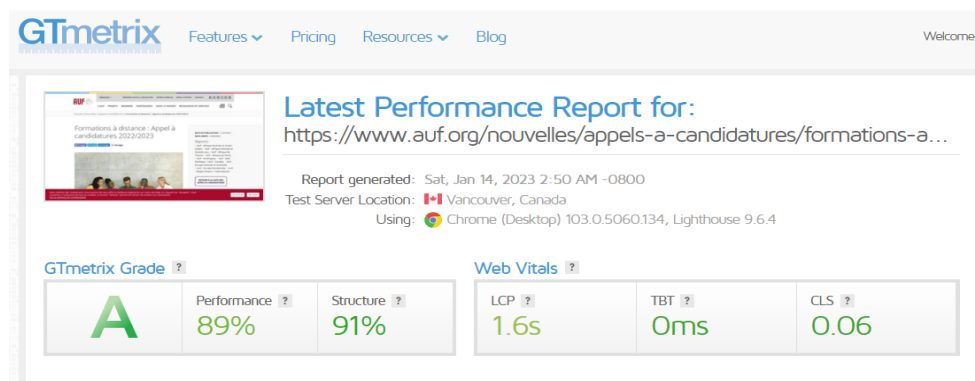 GTmetrix Features Pricing Resources Blog Welcome
AUF
Formations à distance : Appel à
candidatures 2022/2023
Latest Performance Report for:
https://www.auf.org/nouvelles/appels-a-candidatures/formations-a...
Report generated: Sat, Jan 14, 2023 2:50 AM -0800
Test Server Location: Vancouver, Canada
Using: Chrome (Desktop) 103.0.5060.134, Lighthouse 9.6.4
GTmetrix Grade ?
Web Vitals ?
A
Performance ?
89%
Structure ?
91%
LCP ?
1.6s
TBT ?
0ms
CLS ?
0.06